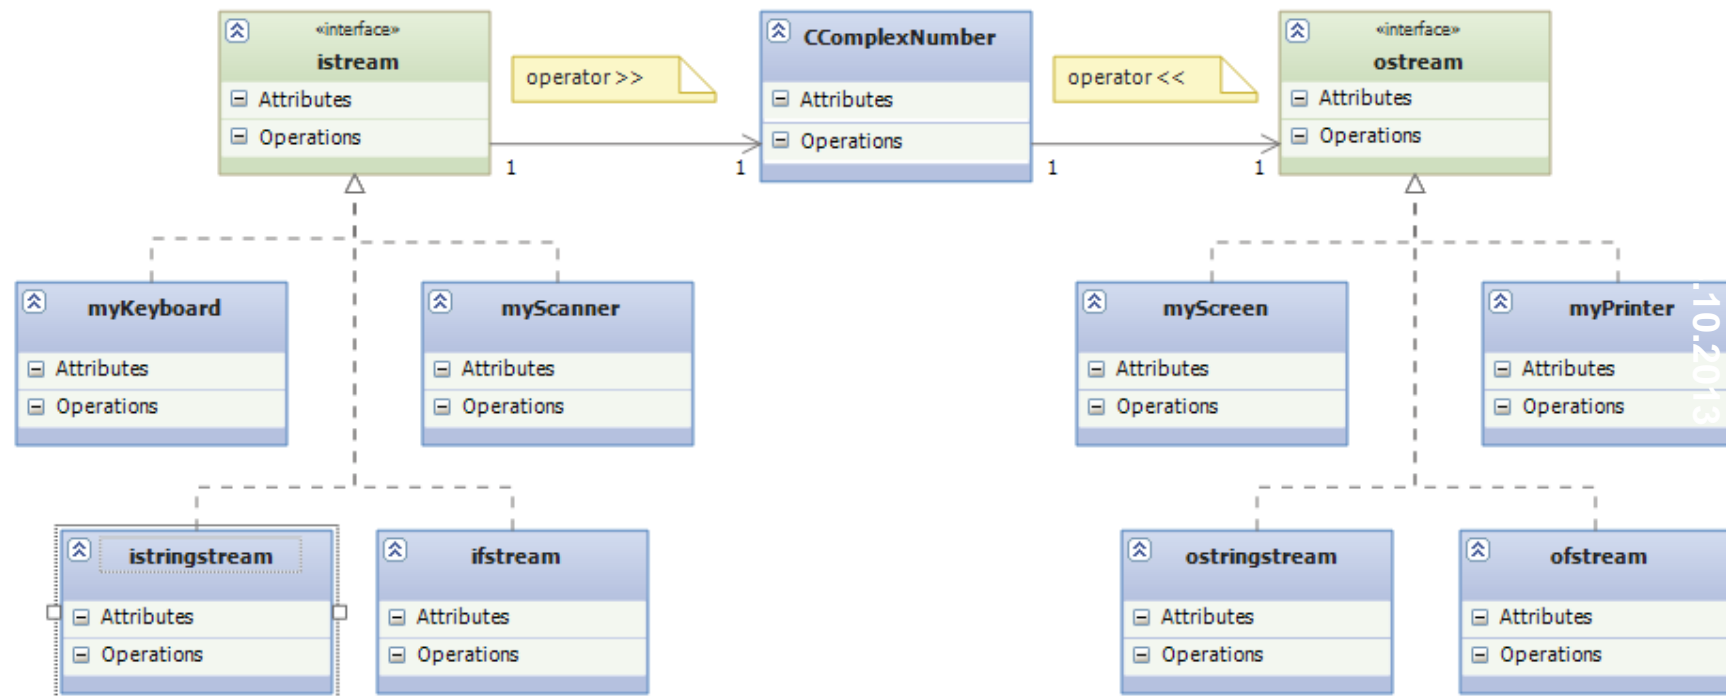 «interface»
istream
Attributes
Operations
operator >>
CComplexNumber
Attributes
Operations
operator <<
«interface»
ostream
Attributes
Operations
1
1
1
1
myKeyboard
Attributes
Operations
myScanner
Attributes
Operations
myScreen
Attributes
Operations
myPrinter
Attributes
Operations
.10.2013
istringstream
Attributes
Operations
ifstream
Attributes
Operations
ostringstream
Attributes
Operations
ofstream
Attributes
Operations